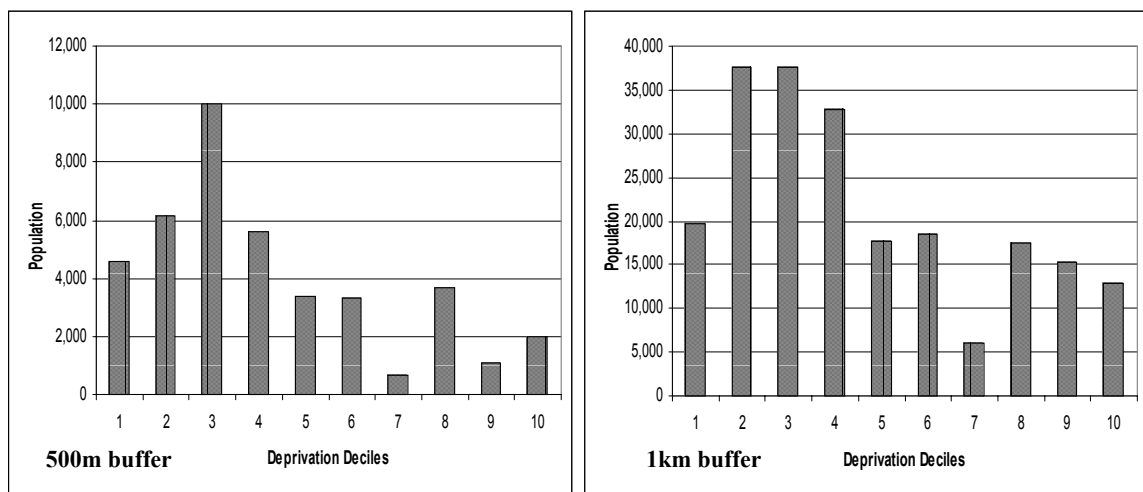 12,000
10,000
8,000
6,000
4,000
2,000
0
Population
1 2 3 4 5 6 7 8 9 10
500m buffer Deprivation Deciles
40,000
35,000
30,000
25,000
20,000
15,000
10,000
5,000
0
Population
1 2 3 4 5 6 7 8 9 10
1km buffer Deprivation Deciles